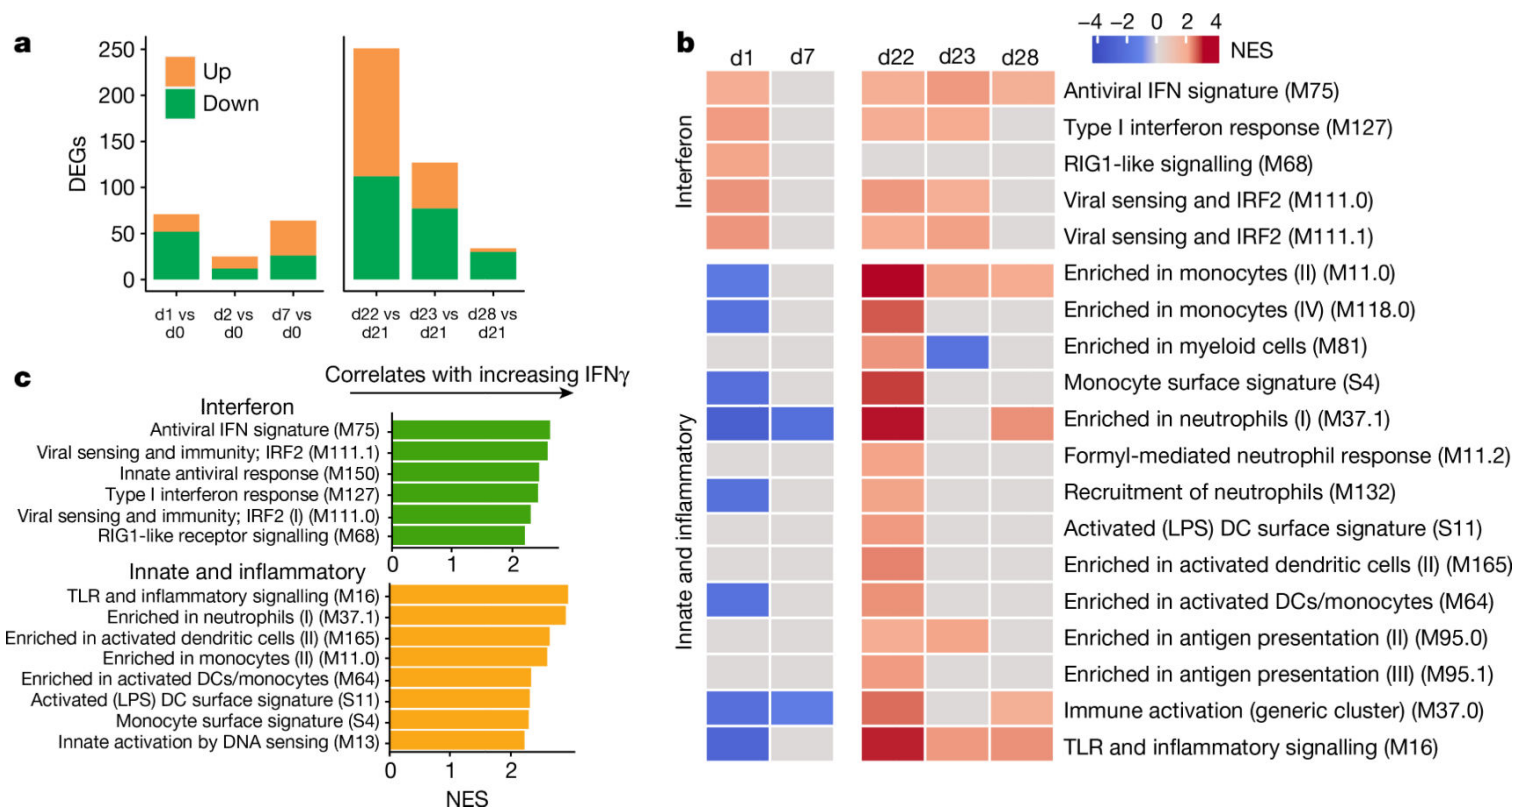 a
250
200
150
100
50
0
DEGs
Up
Down
d1 vs d0
d2 vs d0
d7 vs d0
d22 vs d21
d23 vs d21
d28 vs d21
b
−4 −2 0 2 4
NES
d1 d7 d22 d23 d28
Interferon
Antiviral IFN signature (M75)
Type I interferon response (M127)
RIG1-like signalling (M68)
Viral sensing and IRF2 (M111.0)
Viral sensing and IRF2 (M111.1)
Innate and inflammatory
Enriched in monocytes (II) (M11.0)
Enriched in monocytes (IV) (M118.0)
Enriched in myeloid cells (M81)
Monocyte surface signature (S4)
Enriched in neutrophils (I) (M37.1)
Formyl-mediated neutrophil response (M11.2)
Recruitment of neutrophils (M132)
Activated (LPS) DC surface signature (S11)
Enriched in activated dendritic cells (II) (M165)
Enriched in activated DCs/monocytes (M64)
Enriched in antigen presentation (II) (M95.0)
Enriched in antigen presentation (III) (M95.1)
Immune activation (generic cluster) (M37.0)
TLR and inflammatory signalling (M16)
c
Correlates with increasing IFNγ
Interferon
Antiviral IFN signature (M75)
Viral sensing and immunity; IRF2 (M111.1)
Innate antiviral response (M150)
Type I interferon response (M127)
Viral sensing and immunity; IRF2 (I) (M111.0)
RIG1-like receptor signalling (M68)
0 1 2
Innate and inflammatory
TLR and inflammatory signalling (M16)
Enriched in neutrophils (I) (M37.1)
Enriched in activated dendritic cells (II) (M165)
Enriched in monocytes (II) (M11.0)
Enriched in activated DCs/monocytes (M64)
Activated (LPS) DC surface signature (S11)
Monocyte surface signature (S4)
Innate activation by DNA sensing (M13)
0 1 2
NES